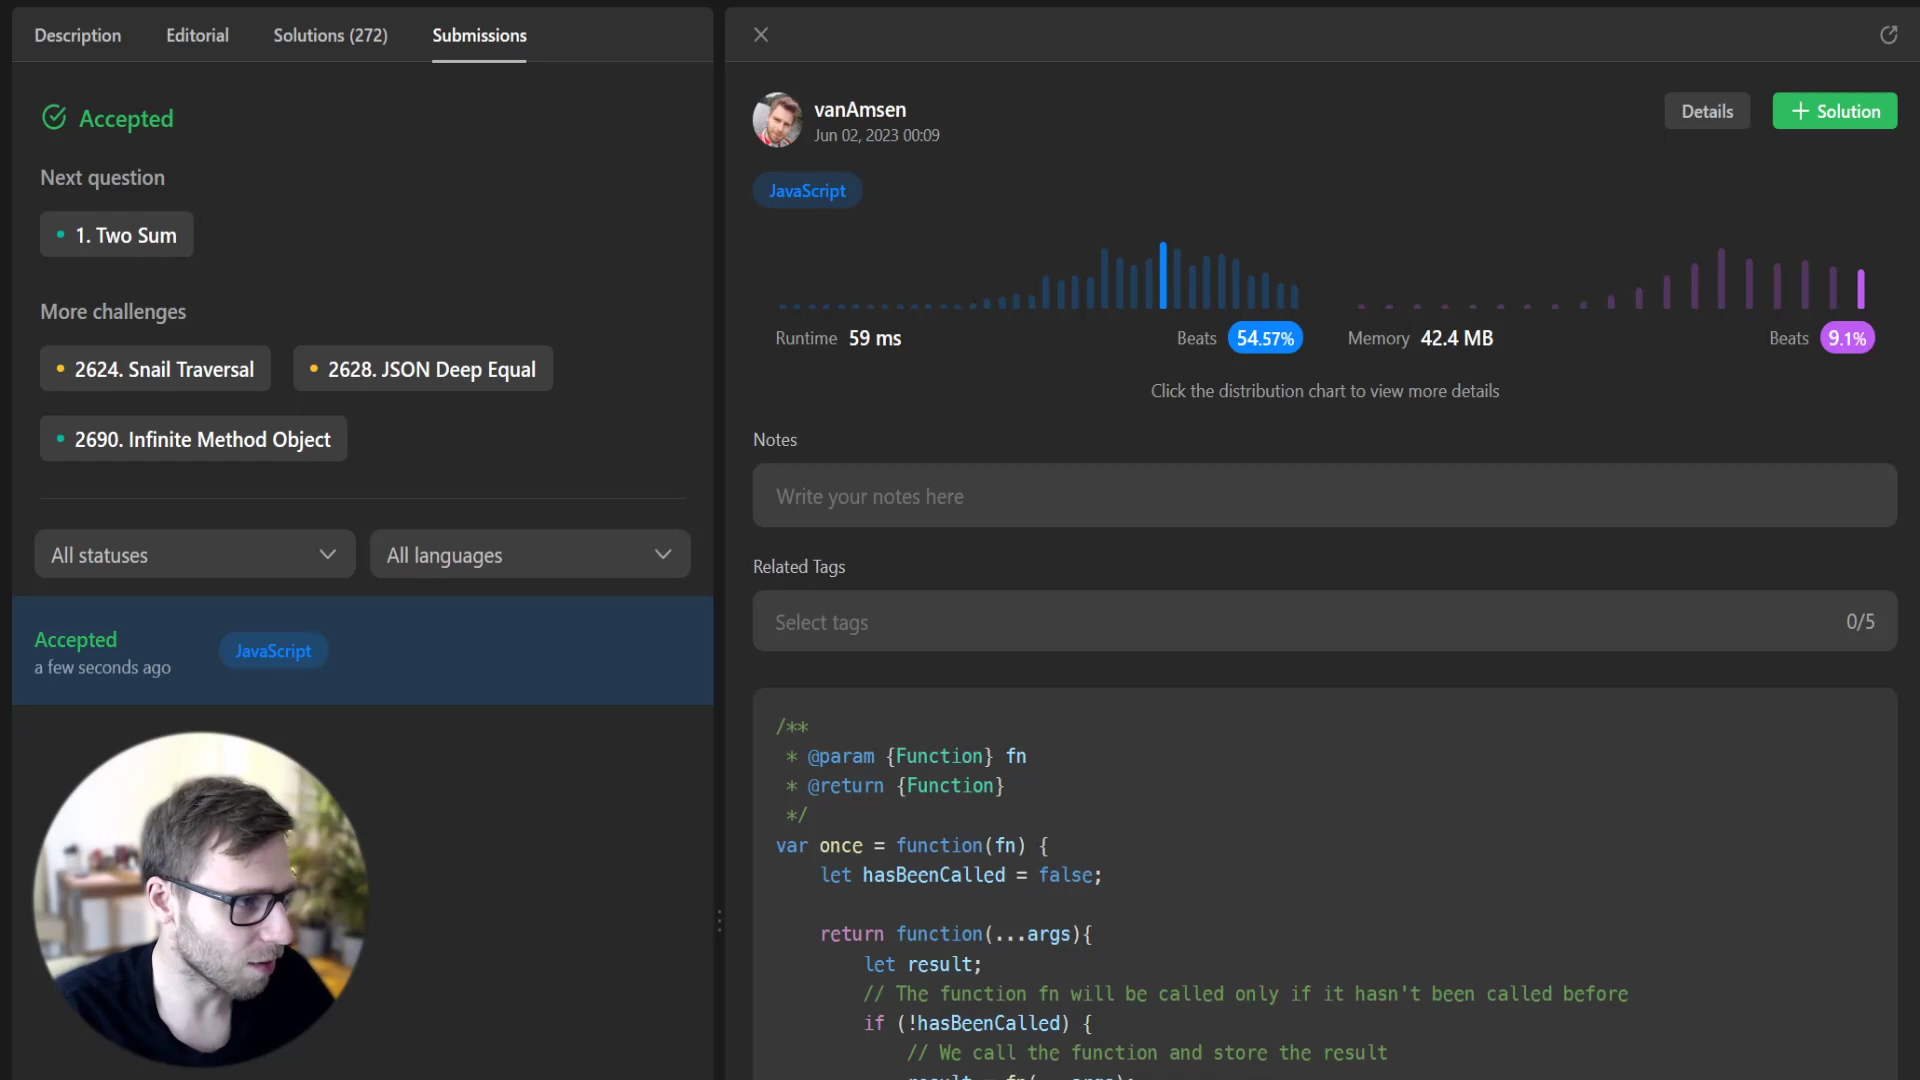 Description Editorial Solutions (272) Submissions
Accepted
Next question
1. Two Sum
More challenges
2624. Snail Traversal 2628. JSON Deep Equal
2690. Infinite Method Object
All statuses All languages
Accepted
a few seconds ago
JavaScript
vanAmsen
Jun 02, 2023 00:09
Details + Solution
JavaScript
Runtime 59 ms Beats 54.57% Memory 42.4 MB Beats 9.1%
Click the distribution chart to view more details
Notes
Write your notes here
Related Tags
Select tags 0/5
/**
 * @param {Function} fn
 * @return {Function}
 */
var once = function(fn) {
    let hasBeenCalled = false;
    return function(...args){
        let result;
        // The function fn will be called only if it hasn't been called before
        if (!hasBeenCalled) {
            // We call the function and store the result
            result = fn(...args);